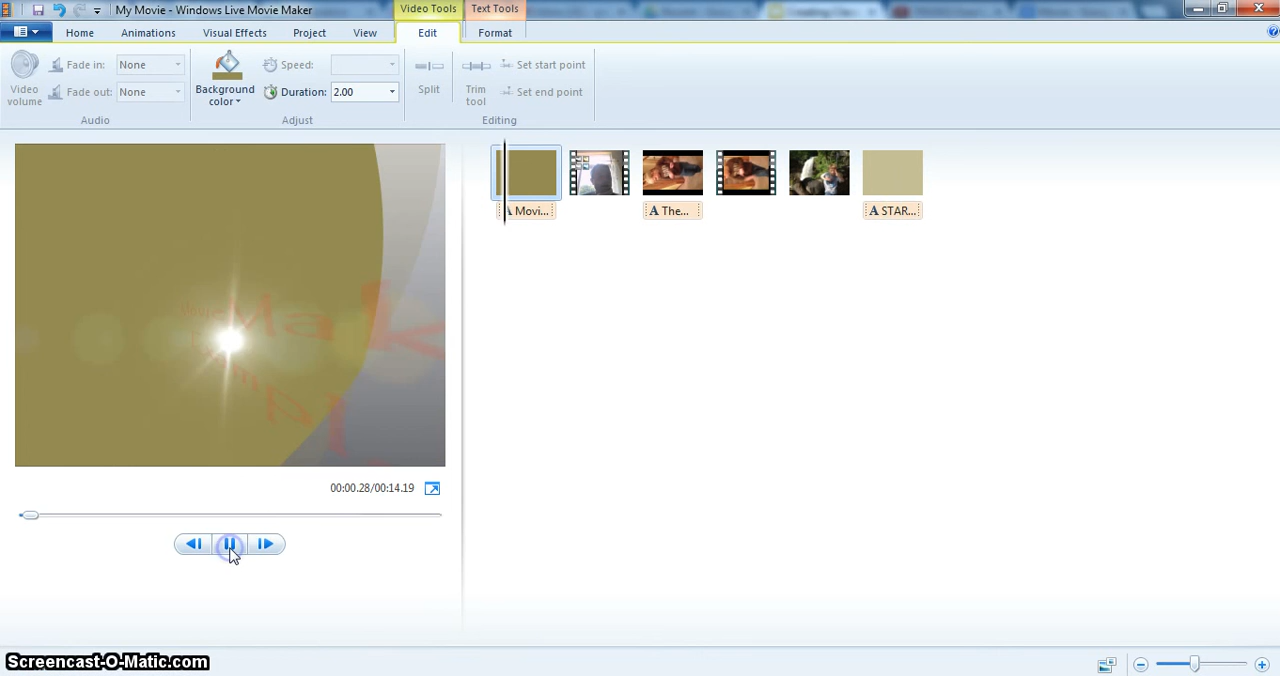 My Movie - Windows Live Movie Maker
Video Tools
Text Tools
Home
Animations
Visual Effects
Project
View
Edit
Format
Video volume
Fade in: None
Fade out: None
Audio
Background color
Speed:
Duration: 2.00
Adjust
Split
Trim tool
Set start point
Set end point
Editing
Movi...
A The...
A STAR...
00:00.28/00:14.19
Screencast-O-Matic.com